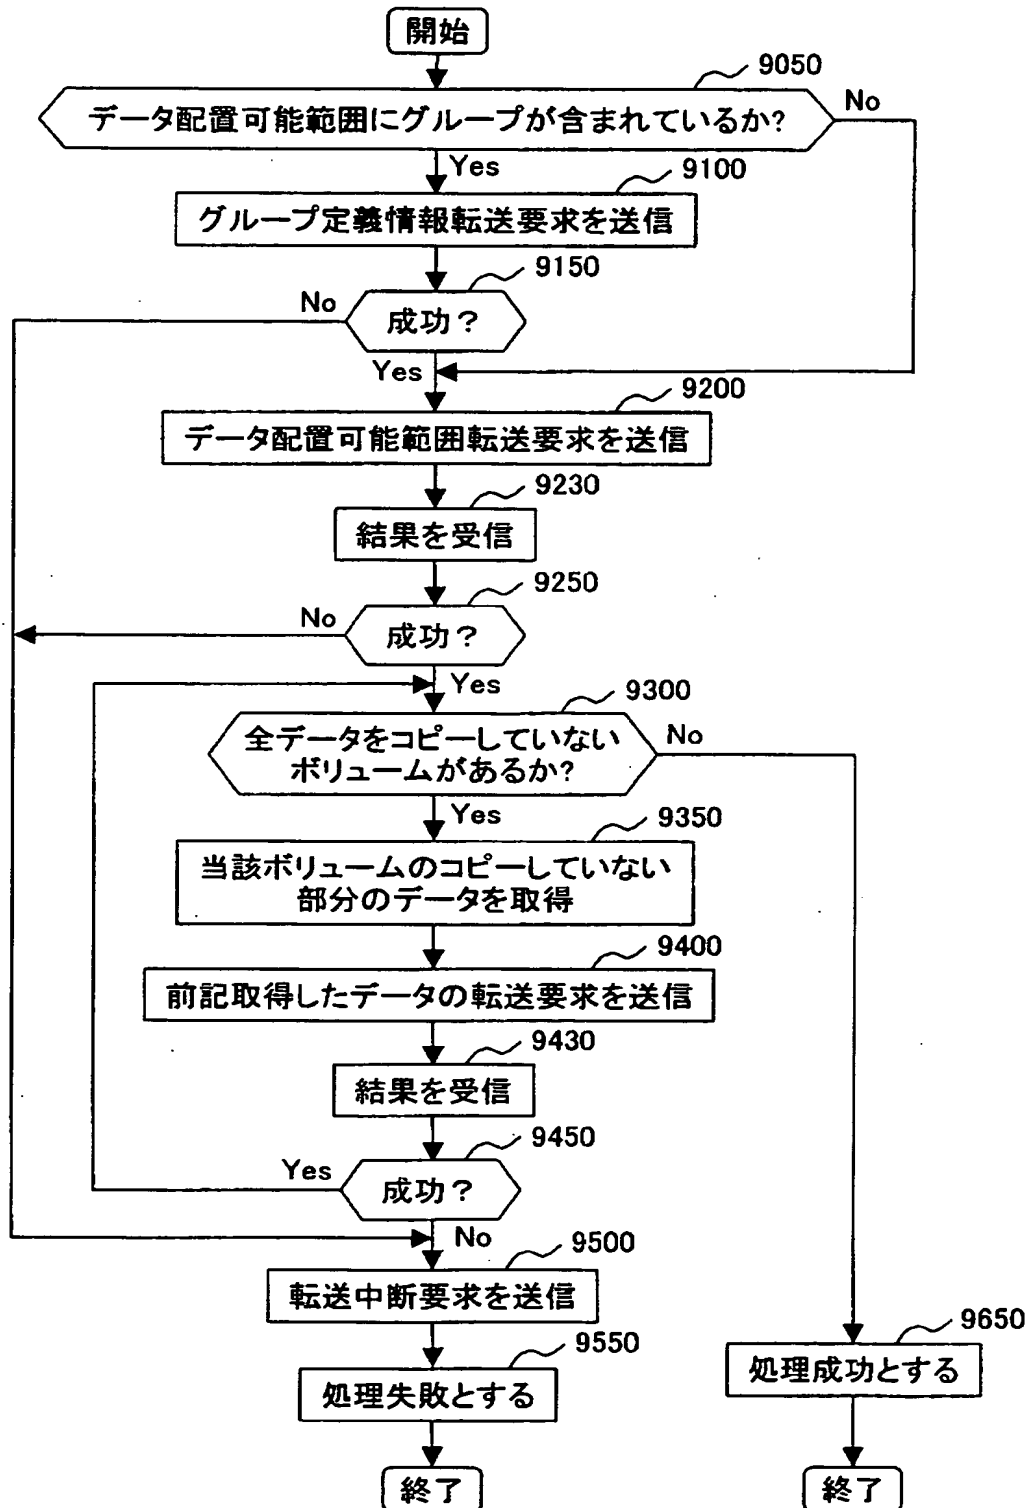 開始
9050
データ配置可能範囲にグループが含まれているか?
No
Yes
9100
グループ定義情報転送要求を送信
9150
No
成功？
Yes
9200
データ配置可能範囲転送要求を送信
9230
結果を受信
9250
No
成功？
Yes
9300
全データをコピーしていない
ボリュームがあるか?
No
Yes
9350
当該ボリュームのコピーしていない
部分のデータを取得
9400
前記取得したデータの転送要求を送信
9430
結果を受信
9450
Yes
成功？
No
9500
転送中断要求を送信
9550
処理失敗とする
9650
処理成功とする
終了
終了